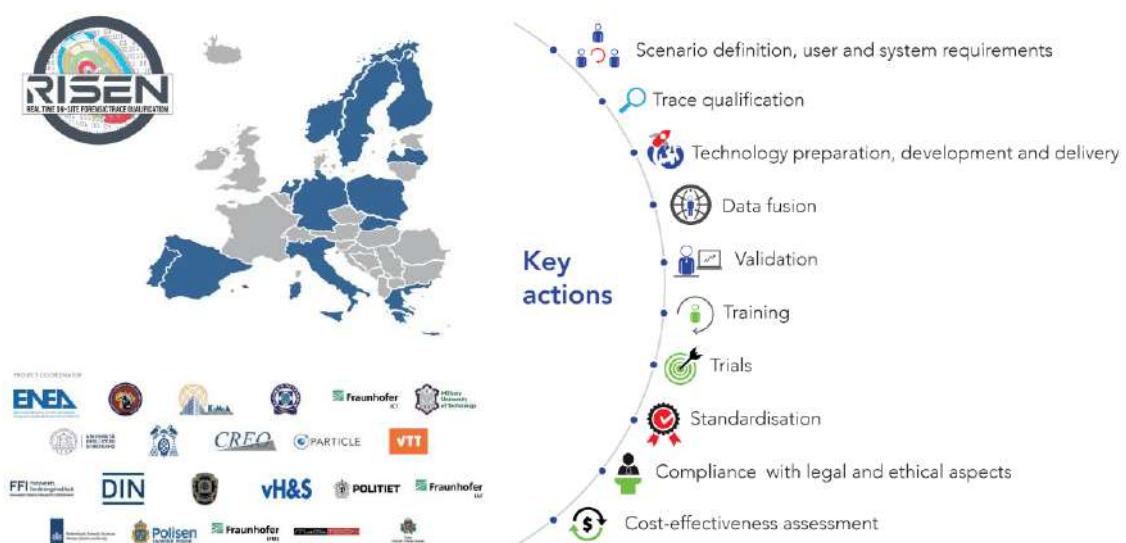 RISEN
REAL TIME ON-SITE FORENSIC TRACE QUALIFICATION
Key
actions
Scenario definition, user and system requirements
Trace qualification
Technology preparation, development and delivery
Data fusion
Validation
Training
Trials
Standardisation
Compliance with legal and ethical aspects
Cost-effectiveness assessment
PROJECT COORDINATOR
ENEA
Fraunhofer
Military
University
of Technology
CREO
PARTICLE
VTT
FFI
DIN
vH&S
POLITIET
Fraunhofer
Polisen
Fraunhofer